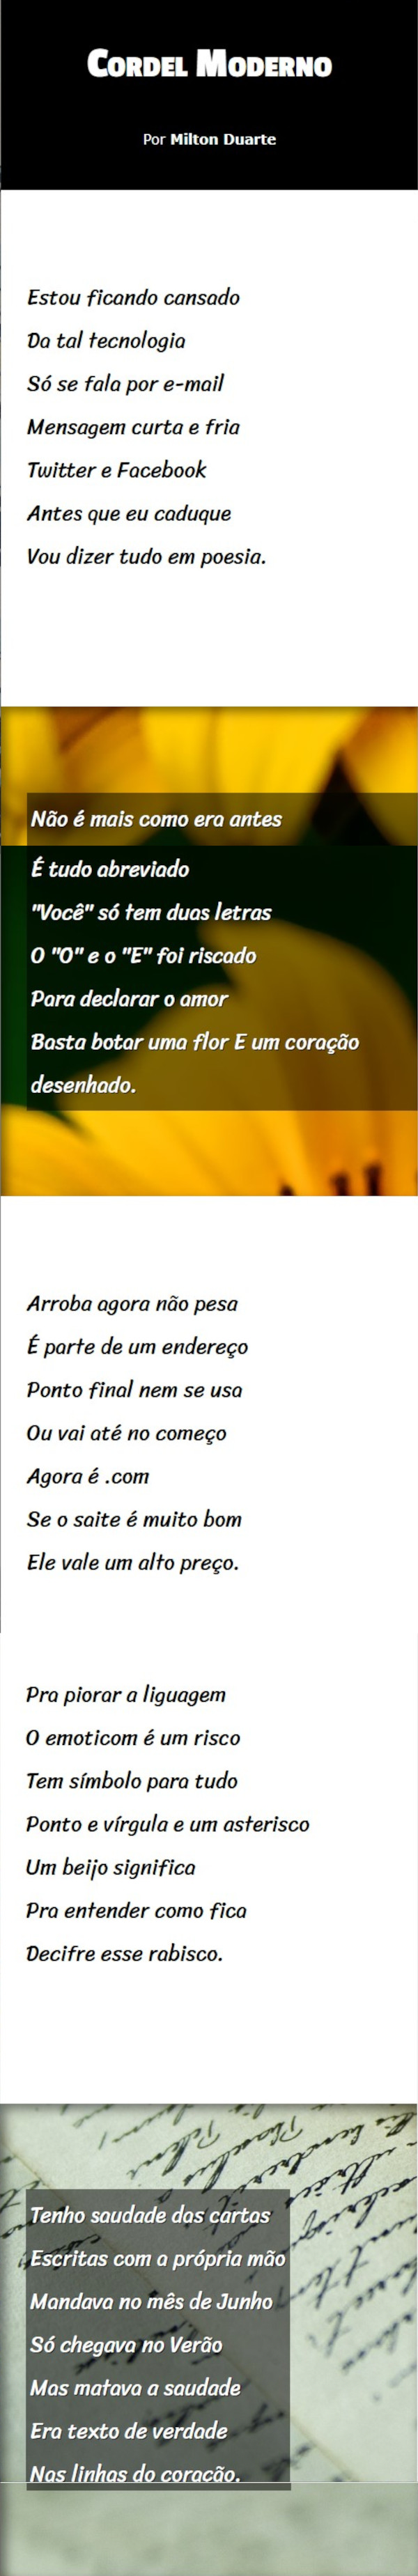 Cordel Moderno
Por Milton Duarte
Estou ficando cansado
Da tal tecnologia
Só se fala por e-mail
Mensagem curta e fria
Twitter e Facebook
Antes que eu caduque
Vou dizer tudo em poesia.
Não é mais como era antes
É tudo abreviado
"Você" só tem duas letras
O "O" e o "E" foi riscado
Para declarar o amor
Basta botar uma flor E um coração
desenhado.
Arroba agora não pesa
É parte de um endereço
Ponto final nem se usa
Ou vai até no começo
Agora é .com
Se o saite é muito bom
Ele vale um alto preço.
Pra piorar a liguagem
O emoticom é um risco
Tem símbolo para tudo
Ponto e vírgula e um asterisco
Um beijo significa
Pra entender como fica
Decifre esse rabisco.
Tenho saudade das cartas
Escritas com a própria mão
Mandava no mês de Junho
Só chegava no Verão
Mas matava a saudade
Era texto de verdade
Nas linhas do coração.